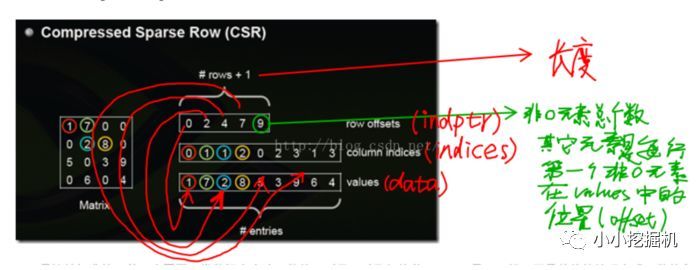 Compressed Sparse Row (CSR)
# rows + 1
长度
1 7 0 0
0 2 8 0
5 0 3 9
0 6 0 4
Matrix
0 2 4 7 9
row offsets
(indptr)
http://blog.csdn.net/
0 1 1 2 0 2 3 1 3
column indices
(indices)
1 7 2 8 5 3 9 6 4
values
(data)
# entries
非0元素总个数
其它元素是每行
第一个非0元素
在values中的
位置(offset)
小小挖掘机